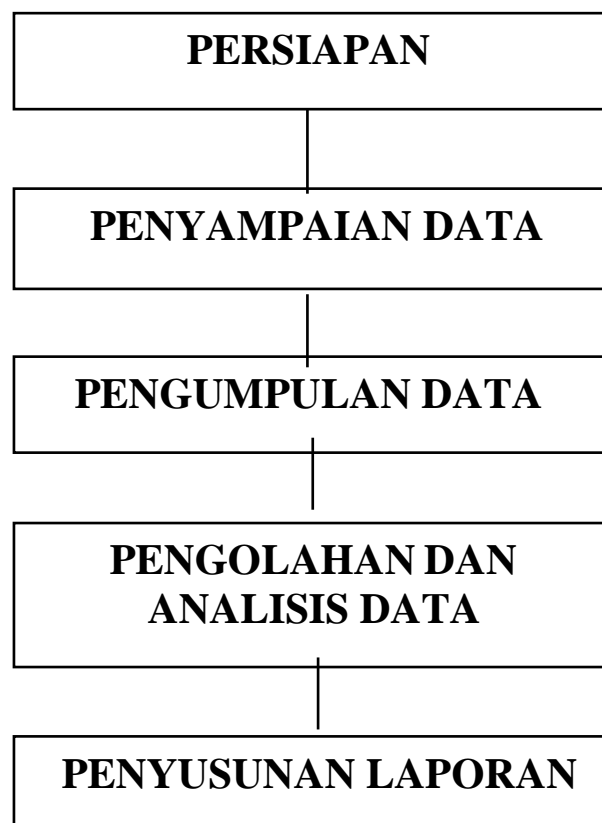 PERSIAPAN
PENYAMPAIAN DATA
PENGUMPULAN DATA
PENGOLAHAN DAN
ANALISIS DATA
PENYUSUNAN LAPORAN